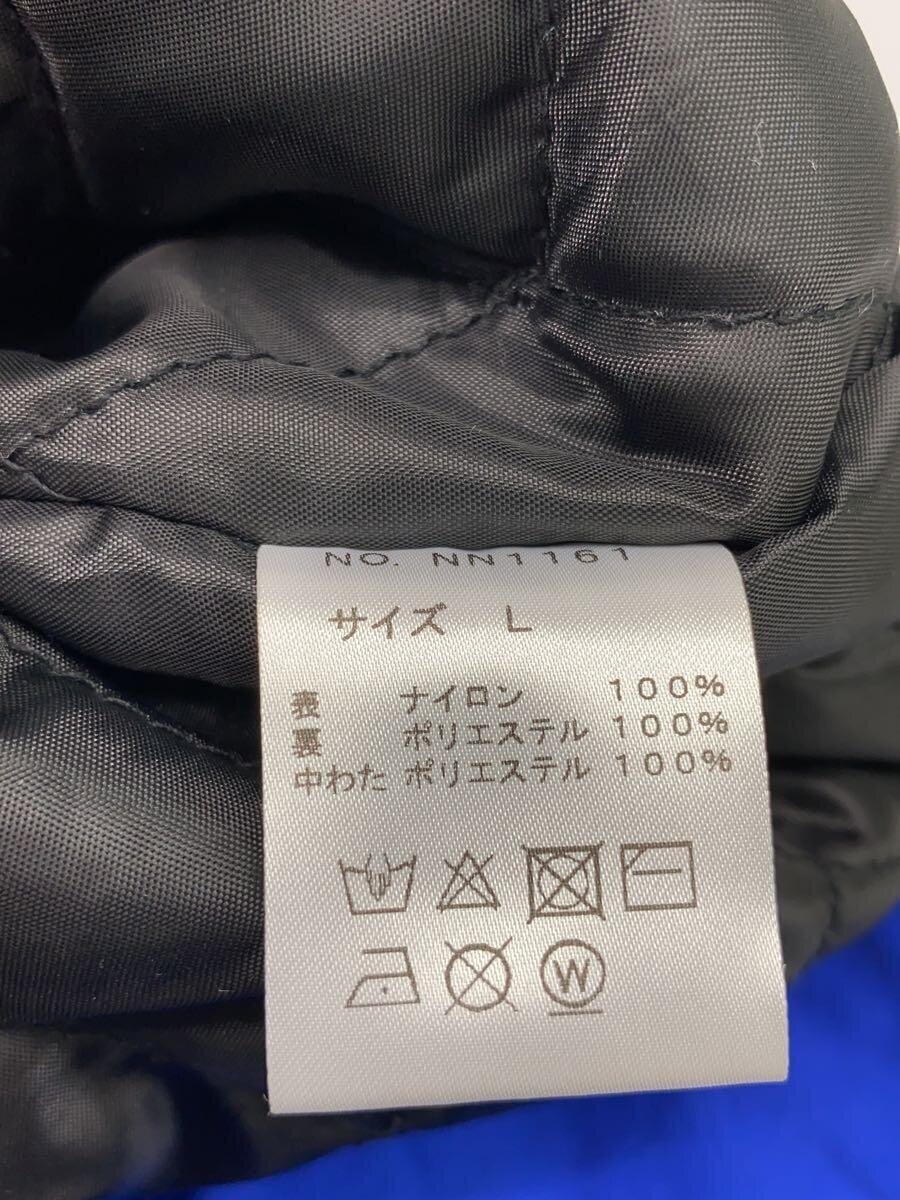 NO. NN1161
サイズ L
表 ナイロン 100%
裏 ポリエステル 100%
中わた ポリエステル 100%
W